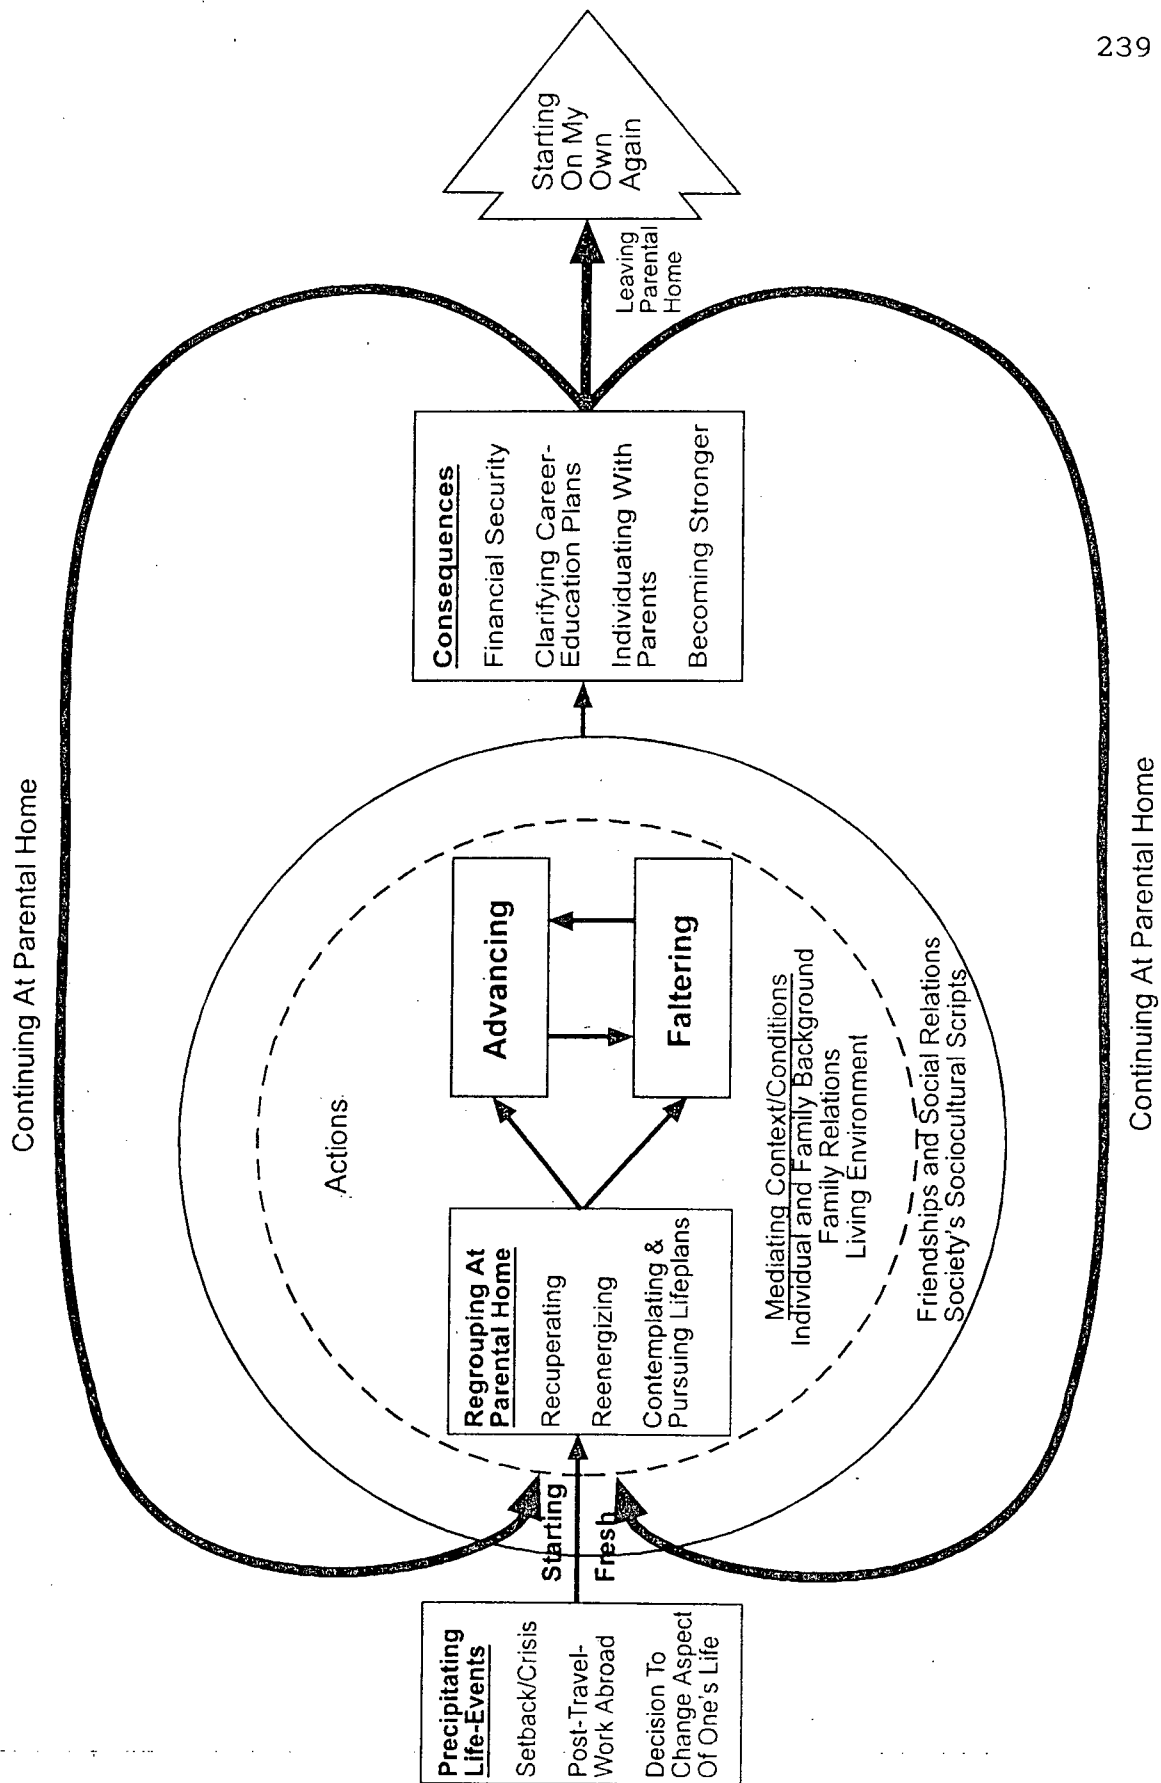 239
Continuing At Parental Home
Precipitating
Life-Events
Setback/Crisis
Post-Travel-
Work Abroad
Decision To
Change Aspect
Of One's Life
Starting
Fresh
Actions
Regrouping At
Parental Home
Recuperating
Reenergizing
Contemplating &
Pursuing Lifeplans
Advancing
Faltering
Mediating Context/Conditions
Individual and Family Background
Family Relations
Living Environment
Friendships and Social Relations
Society's Sociocultural Scripts
Consequences
Financial Security
Clarifying Career-
Education Plans
Individuating With
Parents
Becoming Stronger
Leaving
Parental
Home
Starting
On My
Own
Again
Continuing At Parental Home